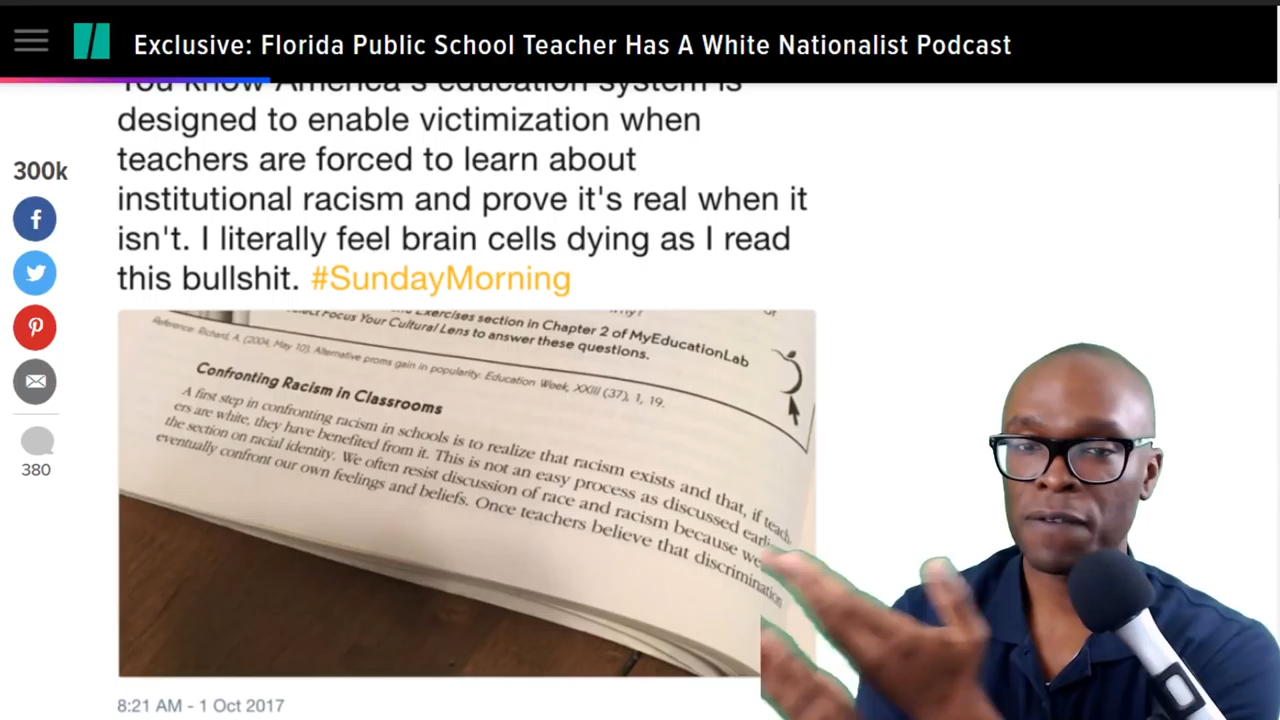 Exclusive: Florida Public School Teacher Has A White Nationalist Podcast
You know America's education system is
designed to enable victimization when
teachers are forced to learn about
institutional racism and prove it's real when it
isn't. I literally feel brain cells dying as I read
this bullshit. #SundayMorning
300k
380
Exercises section in Chapter 2 of MyEducationLab
Focus Your Cultural Lens to answer these questions.
Reference: Richard, A. (2004, May 10). Alternative proms gain in popularity. Education Week, XXIII (37), 1, 19.
Confronting Racism in Classrooms
A first step in confronting racism in schools is to realize that racism exists and that, if teach-
ers are white, they have benefited from it. This is not an easy process as discussed
the section on racial identity. We often resist discussion of race and racism because we
eventually confront our own feelings and beliefs. Once teachers believe that discrimination
8:21 AM - 1 Oct 2017